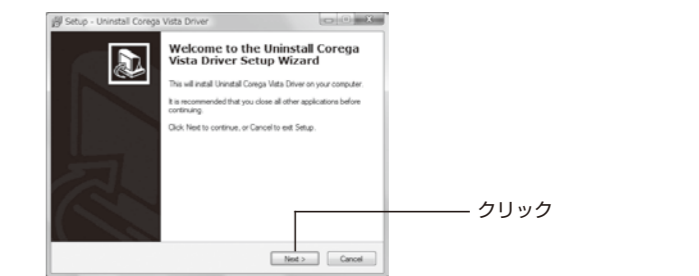 Setup - Uninstall Corega Vista Driver
Welcome to the Uninstall Corega
Vista Driver Setup Wizard
This will install Uninstall Corega Vista Driver on your computer.
It is recommended that you close all other applications before
continuing.
Click Next to continue, or Cancel to exit Setup.
クリック
Next >
Cancel